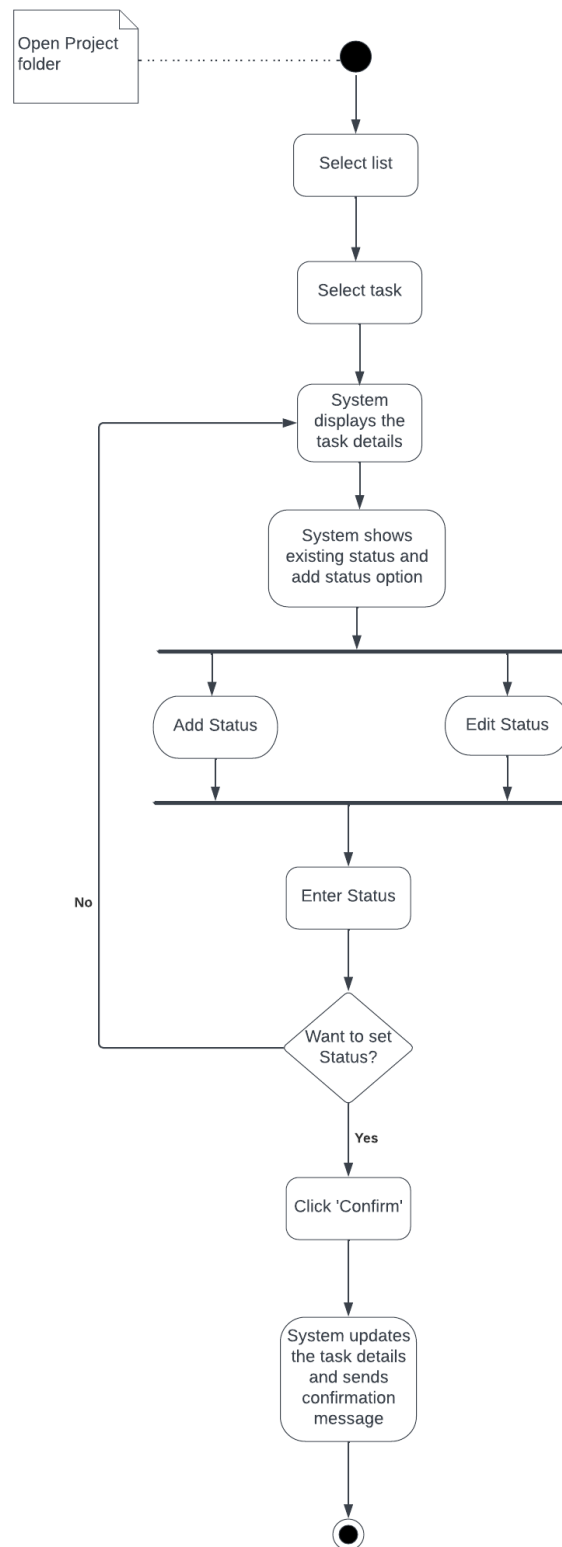 Open Project
folder
Select list
Select task
System
displays the
task details
System shows
existing status and
add status option
Add Status
Edit Status
Enter Status
No
Want to set
Status?
Yes
Click 'Confirm'
System updates
the task details
and sends
confirmation
message